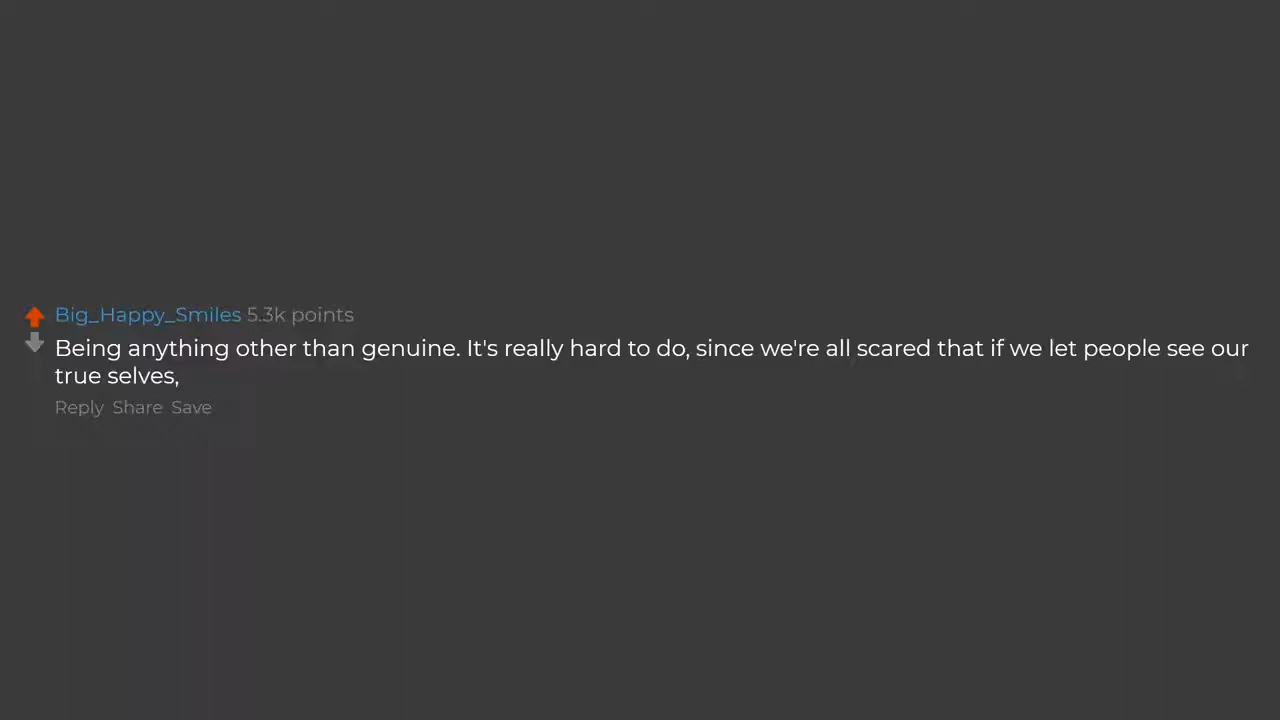 Big_Happy_Smiles 5.3k points
Being anything other than genuine. It's really hard to do, since we're all scared that if we let people see our
true selves,
Reply Share Save